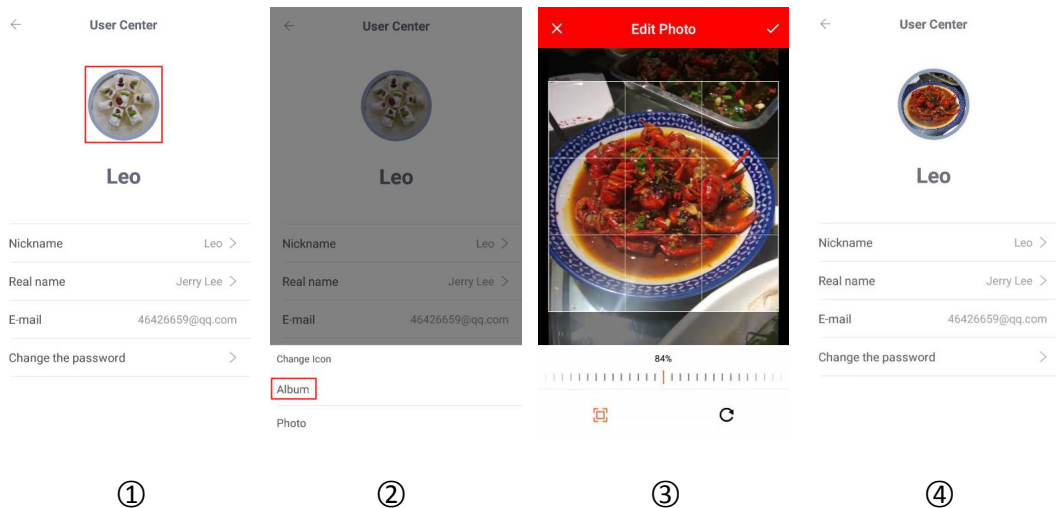 User Center
Leo
Nickname Leo
Real name Jerry Lee
E-mail 46426659@qq.com
Change the password
①
User Center
Leo
Nickname Leo
Real name Jerry Lee
E-mail 46426659@qq.com
Change Icon
Album
Photo
②
Edit Photo
84%
③
User Center
Leo
Nickname Leo
Real name Jerry Lee
E-mail 46426659@qq.com
Change the password
④